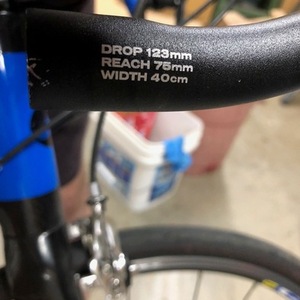 DROP 123mm
REACH 75mm
WIDTH 40cm